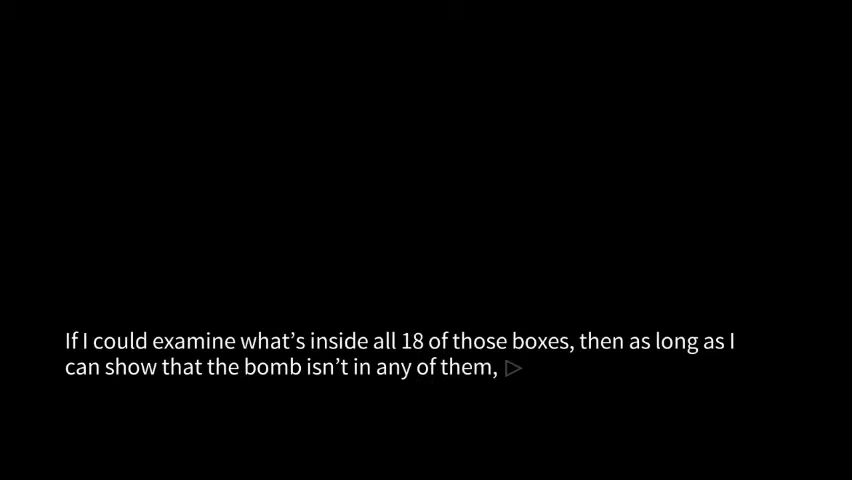 If I could examine what’s inside all 18 of those boxes, then as long as I
can show that the bomb isn’t in any of them,